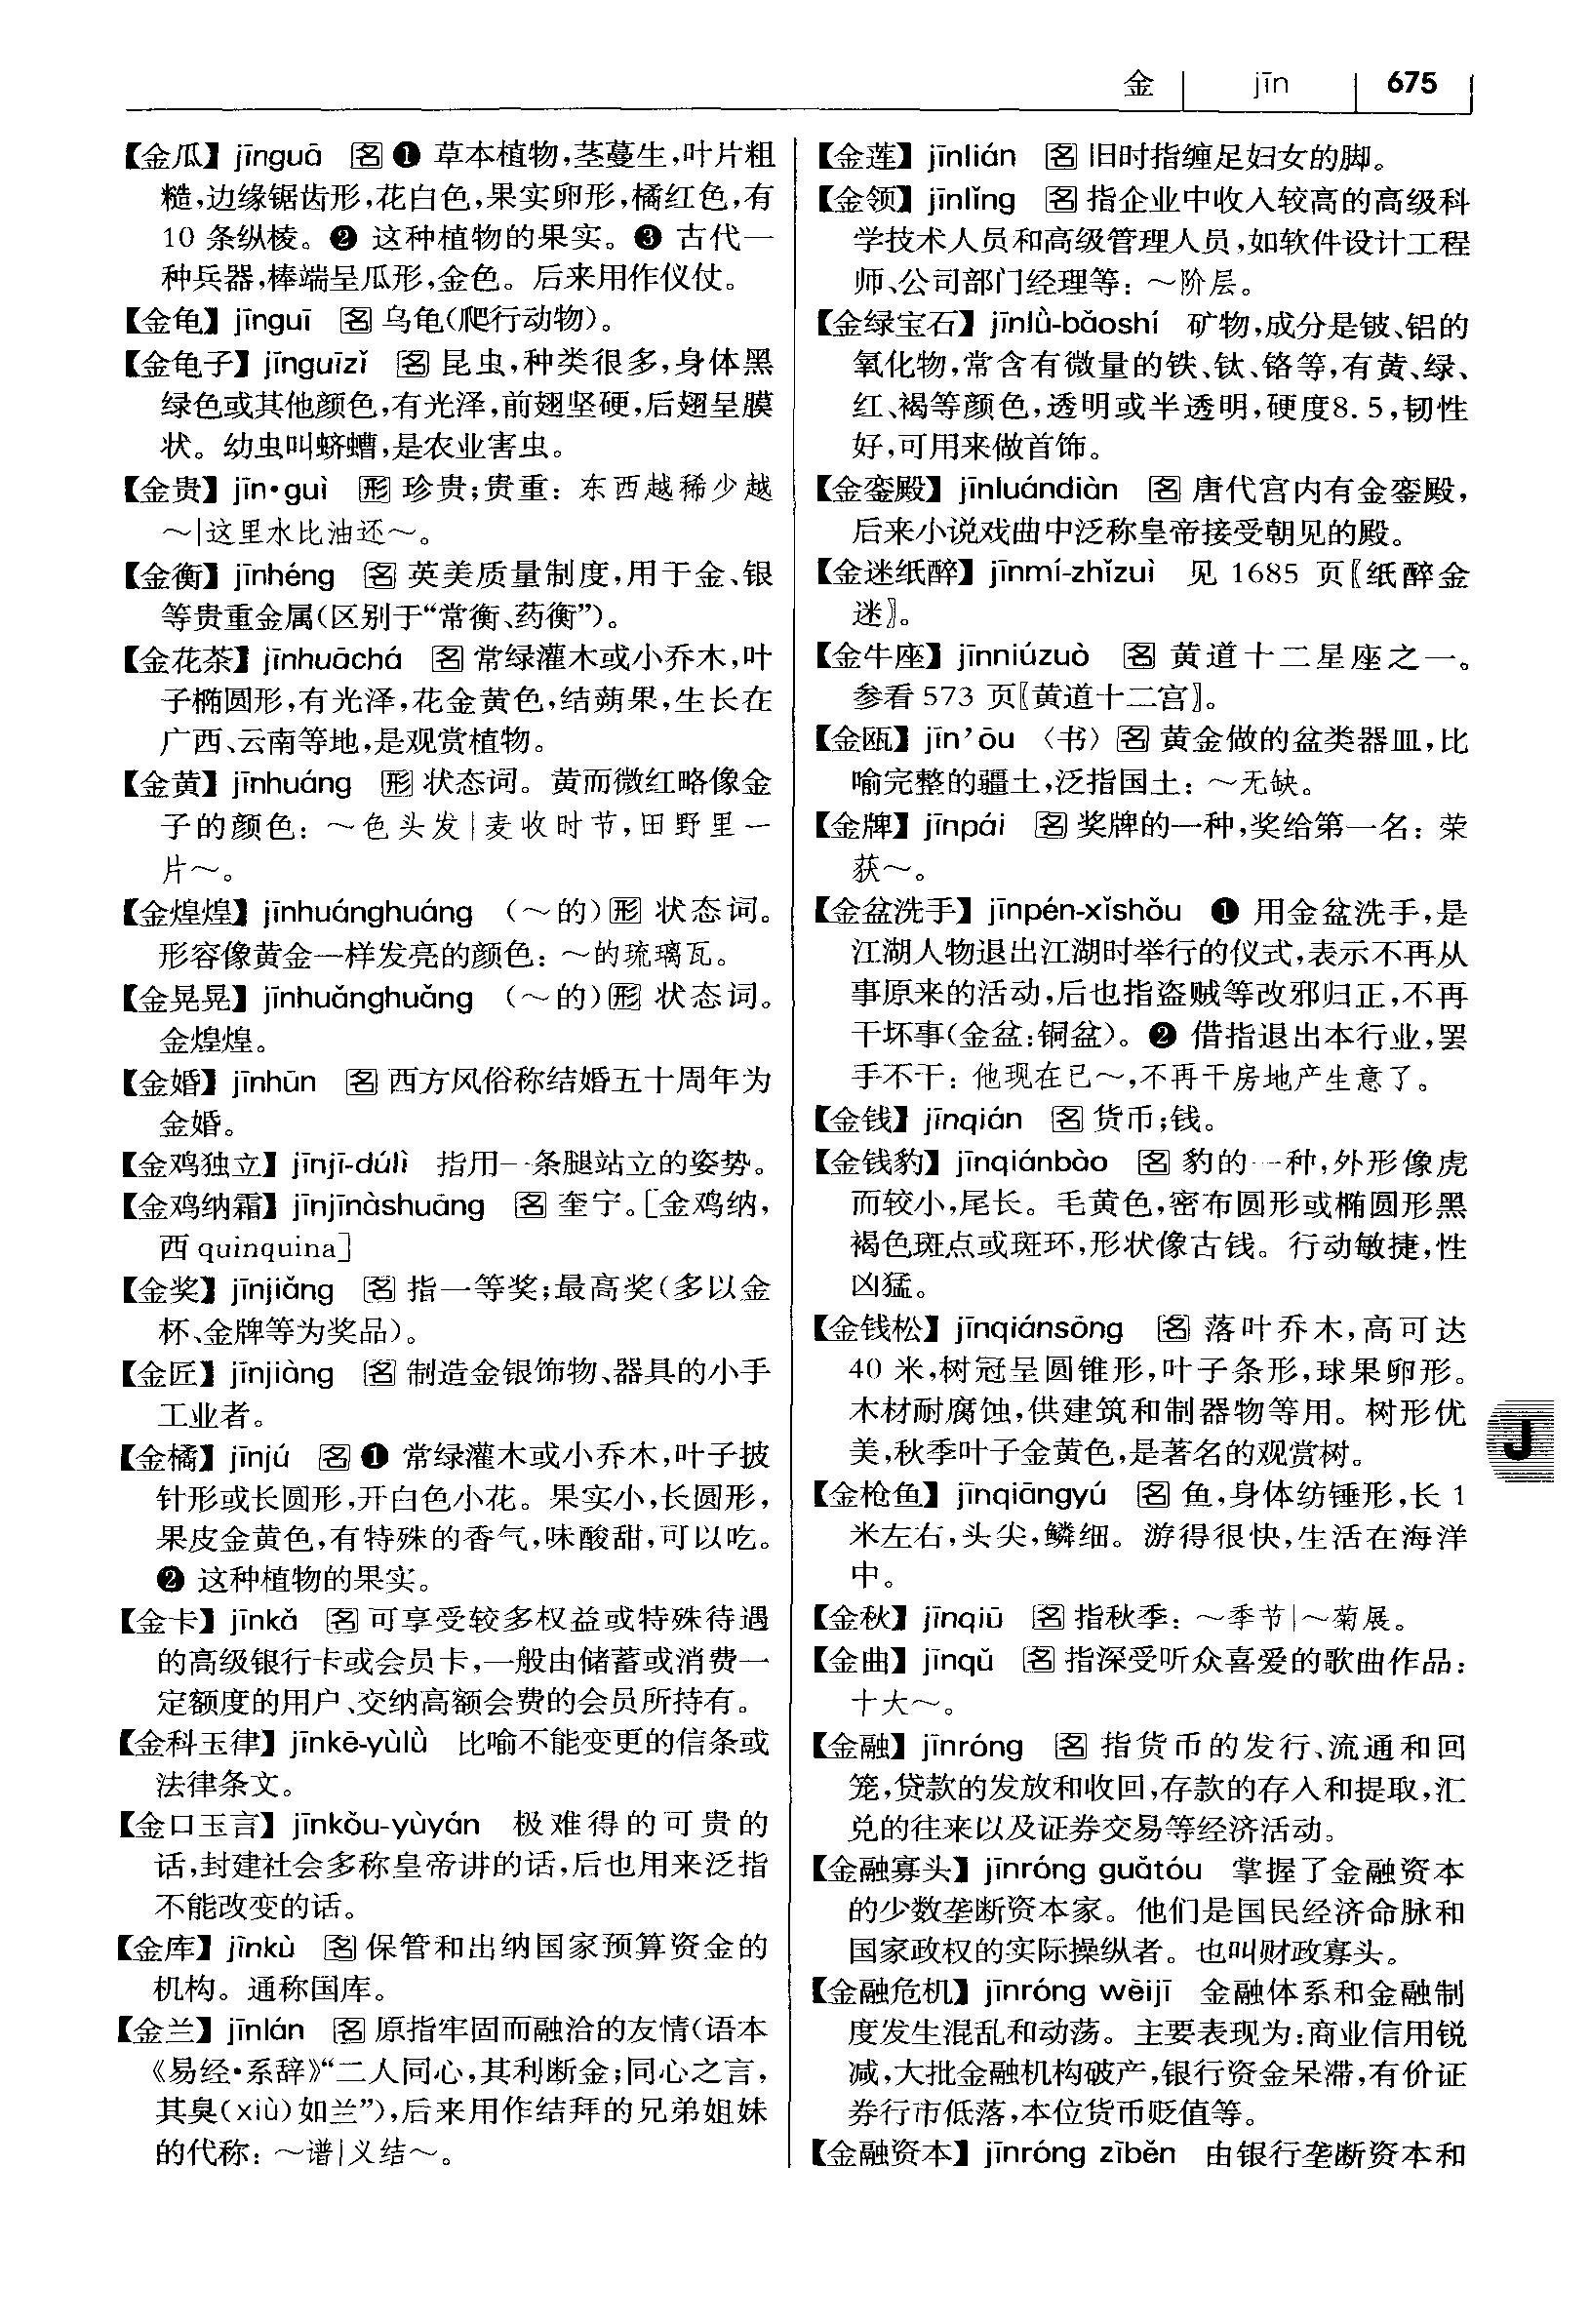 金 jīn 675
【金瓜】 jīnguā 名 ❶ 草本植物,茎蔓生,叶片粗
糙,边缘锯齿形,花白色,果实卵形,橘红色,有
10 条纵棱。❷ 这种植物的果实。❸ 古代一
种兵器,棒端呈瓜形,金色。后来用作仪仗。
【金龟】 jīnguī 名 乌龟(爬行动物)。
【金龟子】 jīnguīzǐ 名 昆虫,种类很多,身体黑
绿色或其他颜色,有光泽,前翅坚硬,后翅呈膜
状。幼虫叫蛴螬,是农业害虫。
【金贵】 jīn·guì 形 珍贵;贵重:东西越稀少越
～|这里水比油还～。
【金衡】 jīnhéng 名 英美质量制度,用于金、银
等贵重金属(区别于“常衡、药衡”)。
【金花茶】 jīnhuāchá 名 常绿灌木或小乔木,叶
子椭圆形,有光泽,花金黄色,结蒴果,生长在
广西、云南等地,是观赏植物。
【金黄】 jīnhuáng 形 状态词。黄而微红略像金
子的颜色:～色头发|麦收时节,田野里一
片～。
【金煌煌】 jīnhuánghuáng (～的)形 状态词。
形容像黄金一样发亮的颜色:～的琉璃瓦。
【金晃晃】 jīnhuǎnghuǎng (～的)形 状态词。
金煌煌。
【金婚】 jīnhūn 名 西方风俗称结婚五十周年为
金婚。
【金鸡独立】 jīnjī-dúlì 指用一条腿站立的姿势。
【金鸡纳霜】 jīnjīnàshuāng 名 奎宁。[金鸡纳,
西 quinquina]
【金奖】 jīnjiǎng 名 指一等奖;最高奖(多以金
杯、金牌等为奖品)。
【金匠】 jīnjiàng 名 制造金银饰物、器具的小手
工业者。
【金橘】 jīnjú 名 ❶ 常绿灌木或小乔木,叶子披
针形或长圆形,开白色小花。果实小,长圆形,
果皮金黄色,有特殊的香气,味酸甜,可以吃。
❷ 这种植物的果实。
【金卡】 jīnkǎ 名 可享受较多权益或特殊待遇
的高级银行卡或会员卡,一般由储蓄或消费一
定额度的用户、交纳高额会费的会员所持有。
【金科玉律】 jīnkē-yùlǜ 比喻不能变更的信条或
法律条文。
【金口玉言】 jīnkǒu-yùyán 极难得的可贵的
话,封建社会多称皇帝讲的话,后也用来泛指
不能改变的话。
【金库】 jīnkù 名 保管和出纳国家预算资金的
机构。通称国库。
【金兰】 jīnlán 名 原指牢固而融洽的友情(语本
《易经·系辞》“二人同心,其利断金;同心之言,
其臭(xiù)如兰”),后来用作结拜的兄弟姐妹
的代称:～谱|义结～。
【金莲】 jīnlián 名 旧时指缠足妇女的脚。
【金领】 jīnlǐng 名 指企业中收入较高的高级科
学技术人员和高级管理人员,如软件设计工程
师、公司部门经理等:～阶层。
【金绿宝石】 jīnlǜ-bǎoshí 矿物,成分是铍、铝的
氧化物,常含有微量的铁、钛、铬等,有黄、绿、
红、褐等颜色,透明或半透明,硬度8.5,韧性
好,可用来做首饰。
【金銮殿】 jīnluándiàn 名 唐代宫内有金銮殿,
后来小说戏曲中泛称皇帝接受朝见的殿。
【金迷纸醉】 jīnmí-zhǐzuì 见 1685 页〖纸醉金
迷〗。
【金牛座】 jīnniúzuò 名 黄道十二星座之一。
参看 573 页〖黄道十二宫〗。
【金瓯】 jīn’ōu 〈书〉名 黄金做的盆类器皿,比
喻完整的疆土,泛指国土:～无缺。
【金牌】 jīnpái 名 奖牌的一种,奖给第一名:荣
获～。
【金盆洗手】 jīnpén-xǐshǒu ❶ 用金盆洗手,是
江湖人物退出江湖时举行的仪式,表示不再从
事原来的活动,后也指盗贼等改邪归正,不再
干坏事(金盆:铜盆)。❷ 借指退出本行业,罢
手不干:他现在已～,不再干房地产生意了。
【金钱】 jīnqián 名 货币;钱。
【金钱豹】 jīnqiánbào 名 豹的一种,外形像虎
而较小,尾长。毛黄色,密布圆形或椭圆形黑
褐色斑点或斑环,形状像古钱。行动敏捷,性
凶猛。
【金钱松】 jīnqiánsōng 名 落叶乔木,高可达
40 米,树冠呈圆锥形,叶子条形,球果卵形。
木材耐腐蚀,供建筑和制器物等用。树形优
美,秋季叶子金黄色,是著名的观赏树。
【金枪鱼】 jīnqiāngyú 名 鱼,身体纺锤形,长 1
米左右,头尖,鳞细。游得很快,生活在海洋
中。
【金秋】 jīnqiū 名 指秋季:～季节|～菊展。
【金曲】 jīnqǔ 名 指深受听众喜爱的歌曲作品:
十大～。
【金融】 jīnróng 名 指货币的发行、流通和回
笼,贷款的发放和收回,存款的存入和提取,汇
兑的往来以及证券交易等经济活动。
【金融寡头】 jīnróng guǎtóu 掌握了金融资本
的少数垄断资本家。他们是国民经济命脉和
国家政权的实际操纵者。也叫财政寡头。
【金融危机】 jīnróng wēijī 金融体系和金融制
度发生混乱和动荡。主要表现为:商业信用锐
减,大批金融机构破产,银行资金呆滞,有价证
券行市低落,本位货币贬值等。
【金融资本】 jīnróng zīběn 由银行垄断资本和
J